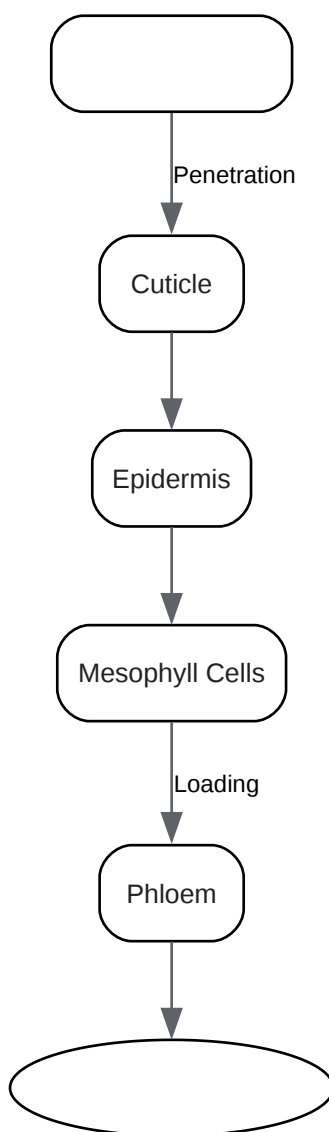 Penetration
Cuticle
Epidermis
Mesophyll Cells
Loading
Phloem